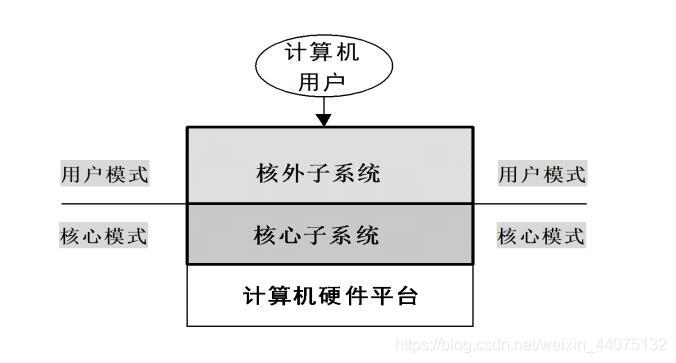 计算机
用户
用户模式
核外子系统
用户模式
核心模式
核心子系统
核心模式
计算机硬件平台
https://blog.csdn.net/weixin_44075132